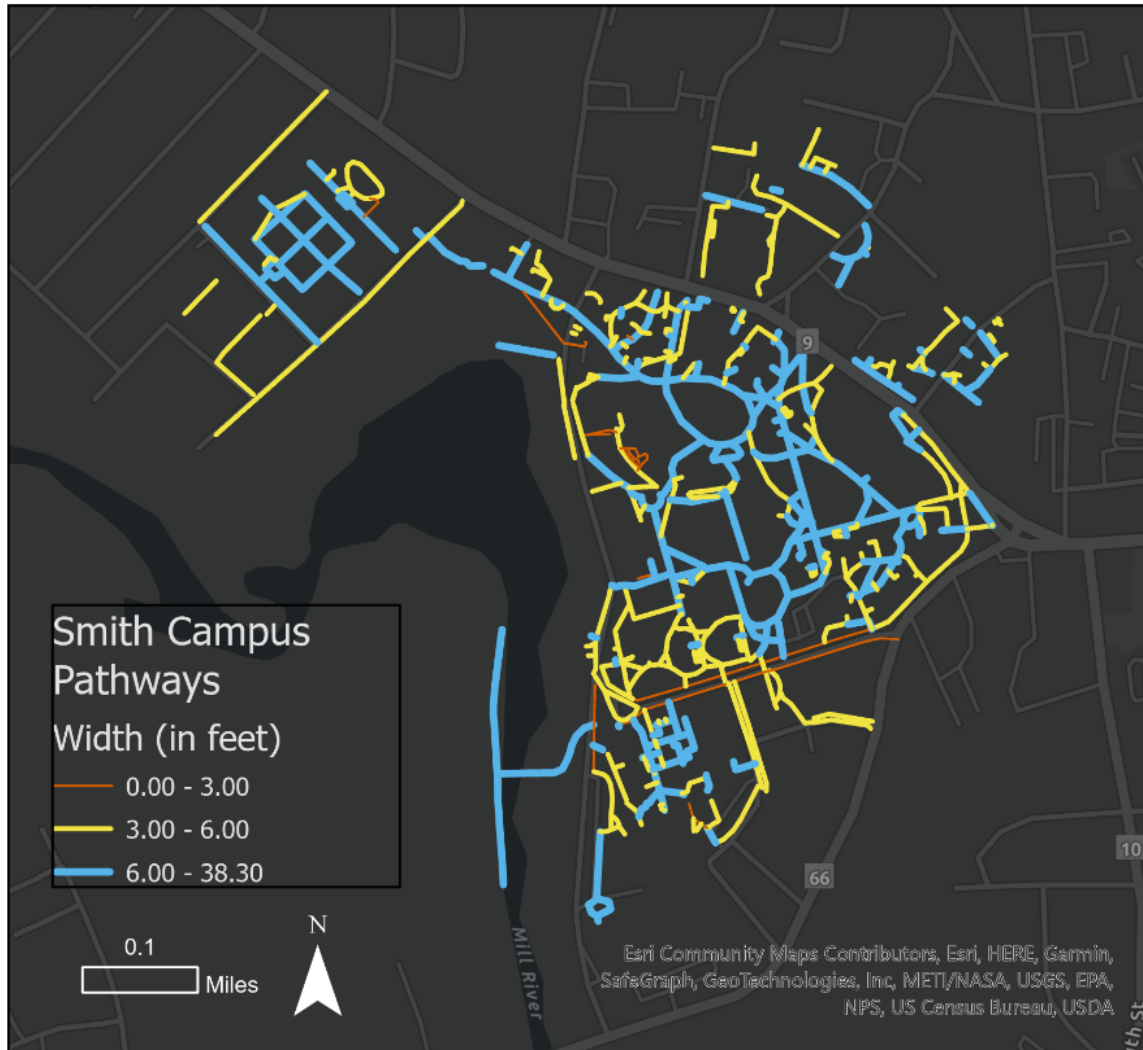 9
Smith Campus
Pathways
Width (in feet)
0.00 - 3.00
3.00 - 6.00
6.00 - 38.30
66
10
N
0.1
Miles
Mill River
Esri Community Maps Contributors, Esri, HERE, Garmin,
SafeGraph, GeoTechnologies, Inc, METI/NASA, USGS, EPA,
NPS, US Census Bureau, USDA